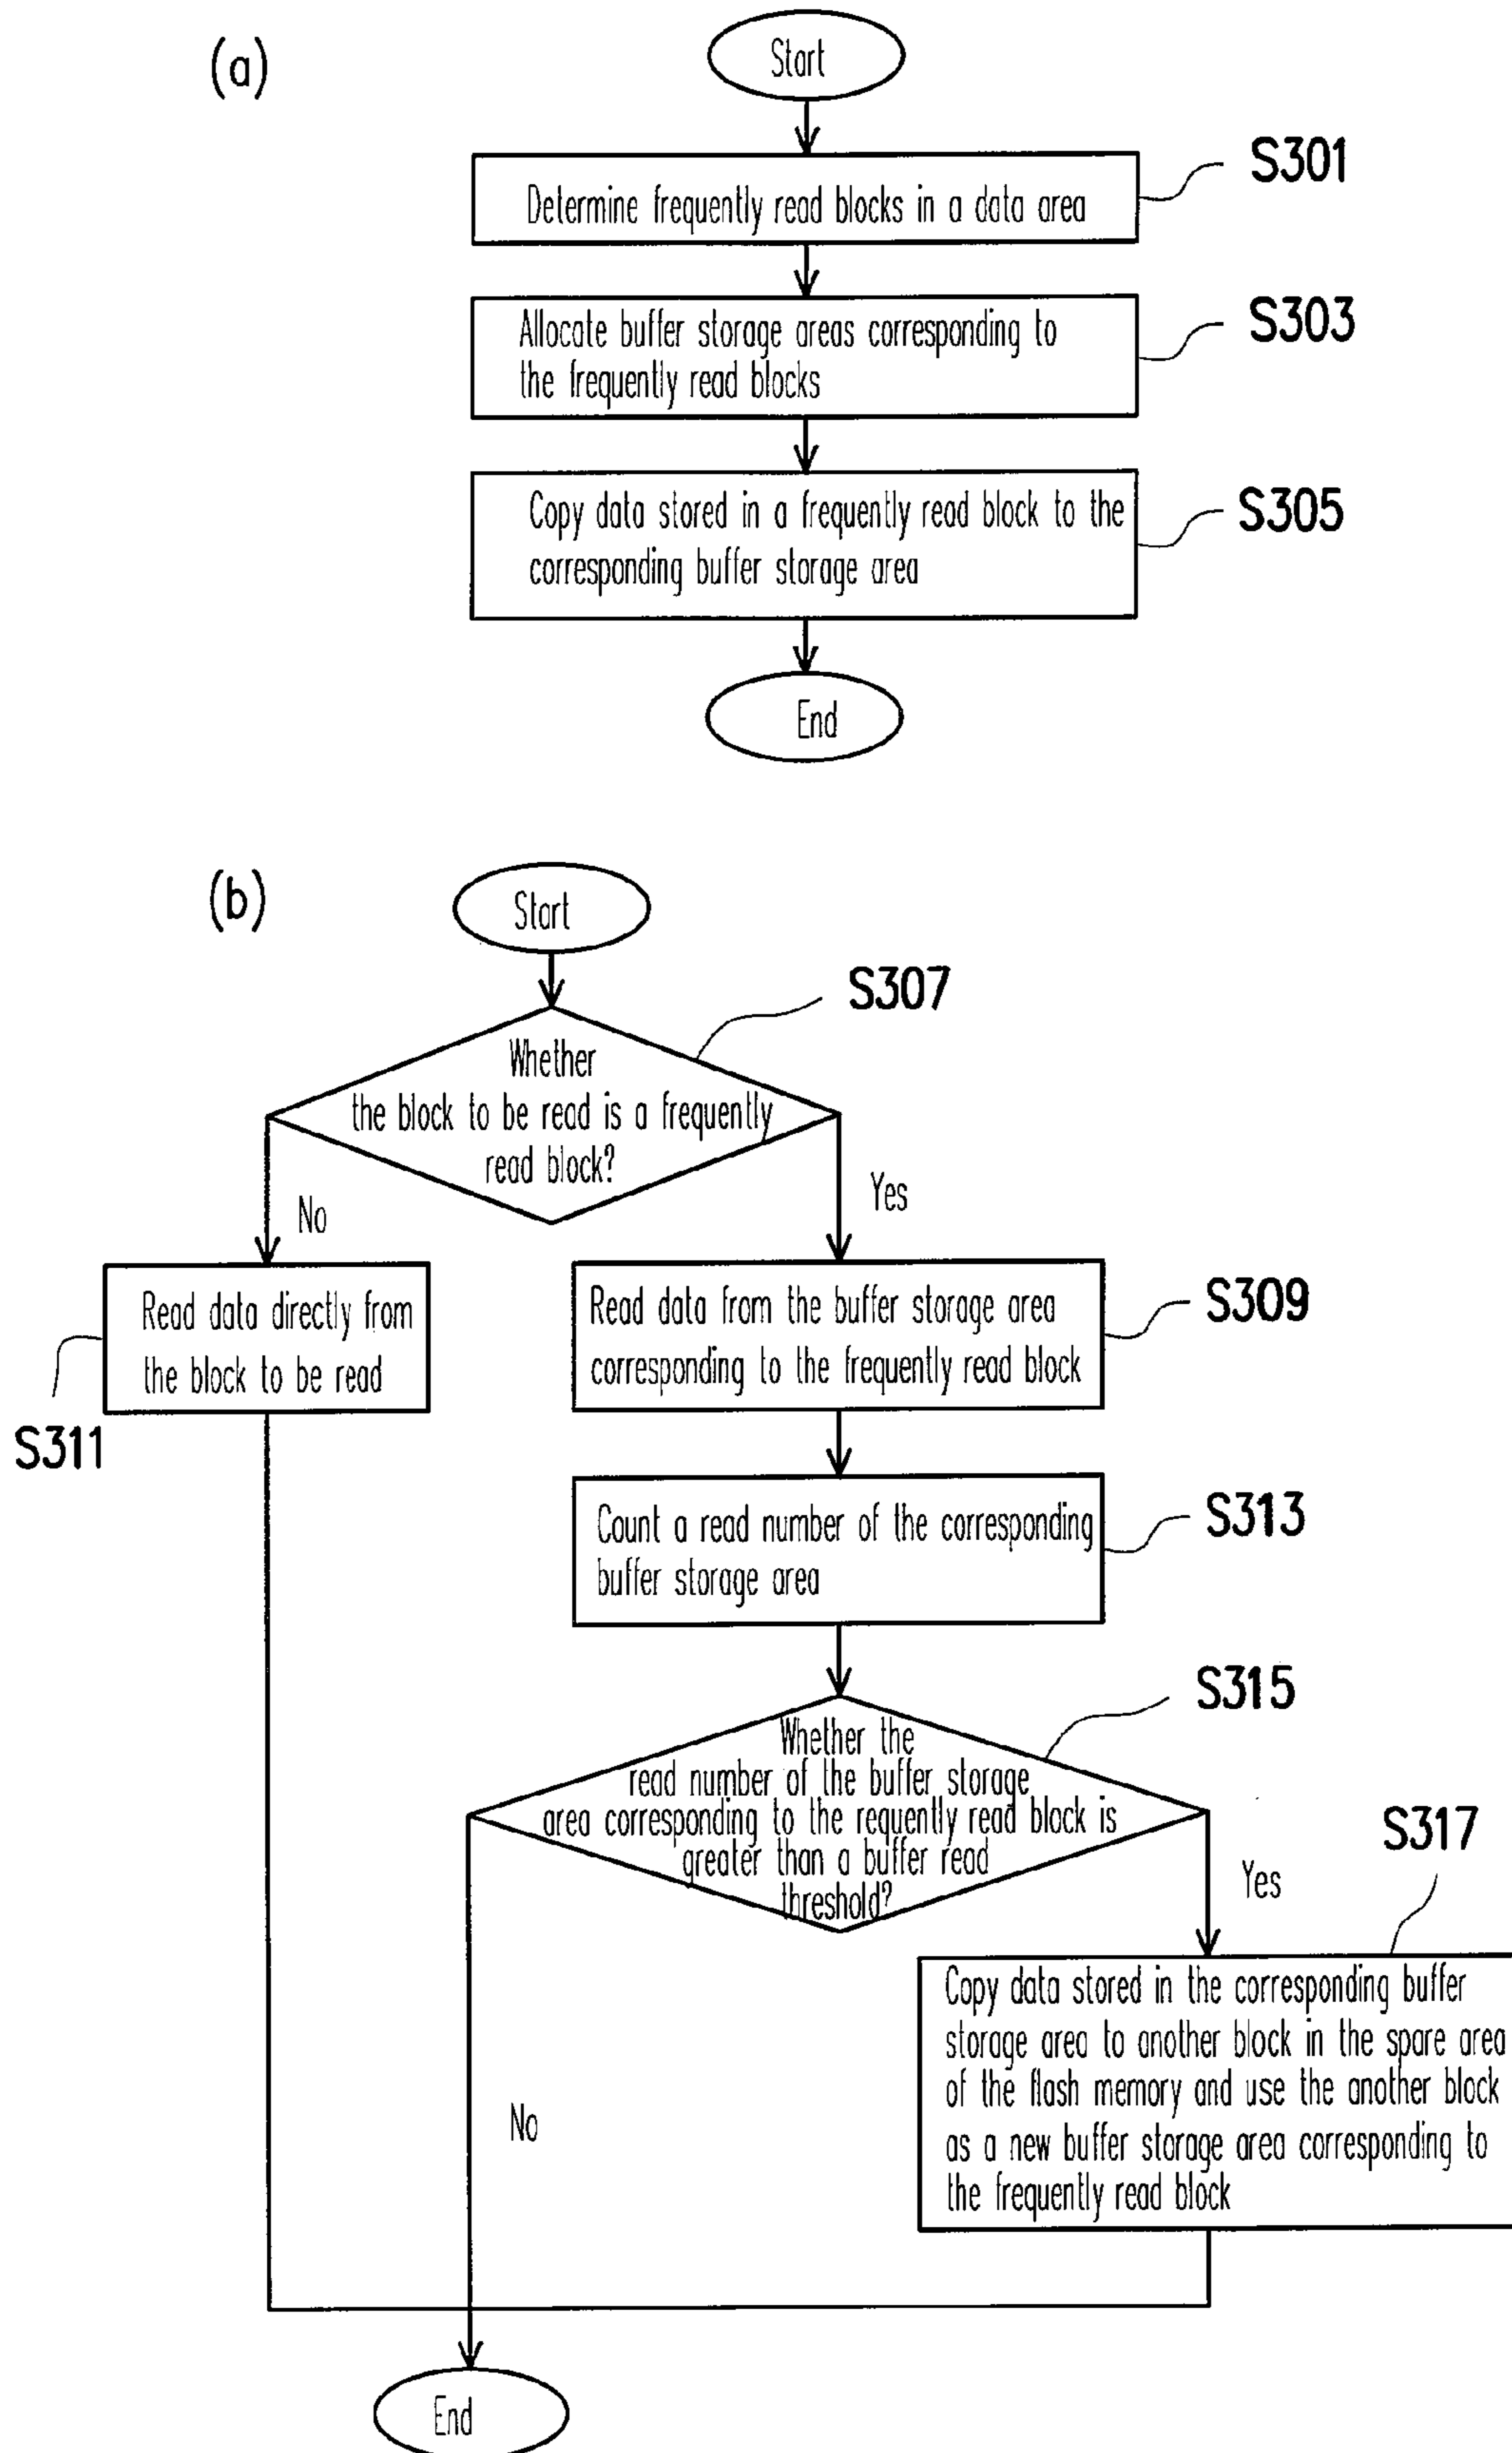 (a)
Start
S301
Determine frequently read blocks in a data area
S303
Allocate buffer storage areas corresponding to
the frequently read blocks
S305
Copy data stored in a frequently read block to the
corresponding buffer storage area
End
(b)
Start
S307
Whether
the block to be read is a frequently
read block?
No
Yes
Read data directly from
the block to be read
S311
Read data from the buffer storage area
corresponding to the frequently read block
S309
Count a read number of the corresponding
buffer storage area
S313
S315
Whether the
read number of the buffer storage
area corresponding to the requently read block is
greater than a buffer read
threshold?
S317
Yes
No
Copy data stored in the corresponding buffer
storage area to another block in the spare area
of the flash memory and use the another block
as a new buffer storage area corresponding to
the frequently read block
End